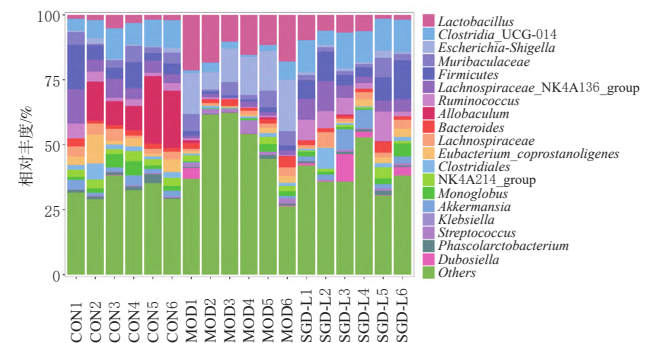 相对丰度/%
100
75
50
25
0
CON1
CON2
CON3
CON4
CON5
CON6
MOD1
MOD2
MOD3
MOD4
MOD5
MOD6
SGD-L1
SGD-L2
SGD-L3
SGD-L4
SGD-L5
SGD-L6
Lactobacillus
Clostridia_UCG-014
Escherichia-Shigella
Muribaculaceae
Firmicutes
Lachnospiraceae_NK4A136_group
Ruminococcus
Allobaculum
Bacteroides
Lachnospiraceae
Eubacterium_coprostanoligenes
Clostridiales
NK4A214_group
Monoglobus
Akkermansia
Klebsiella
Streptococcus
Phascolarctobacterium
Dubosiella
Others